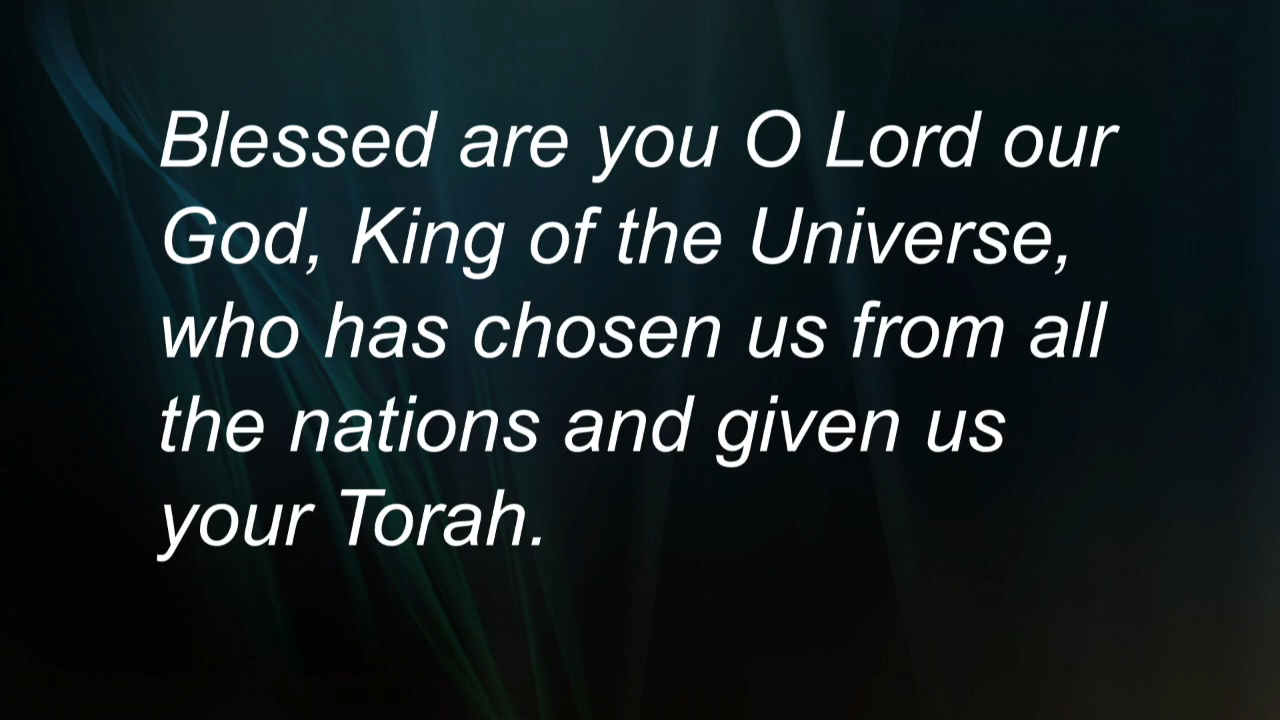 Blessed are you O Lord our
God, King of the Universe,
who has chosen us from all
the nations and given us
your Torah.